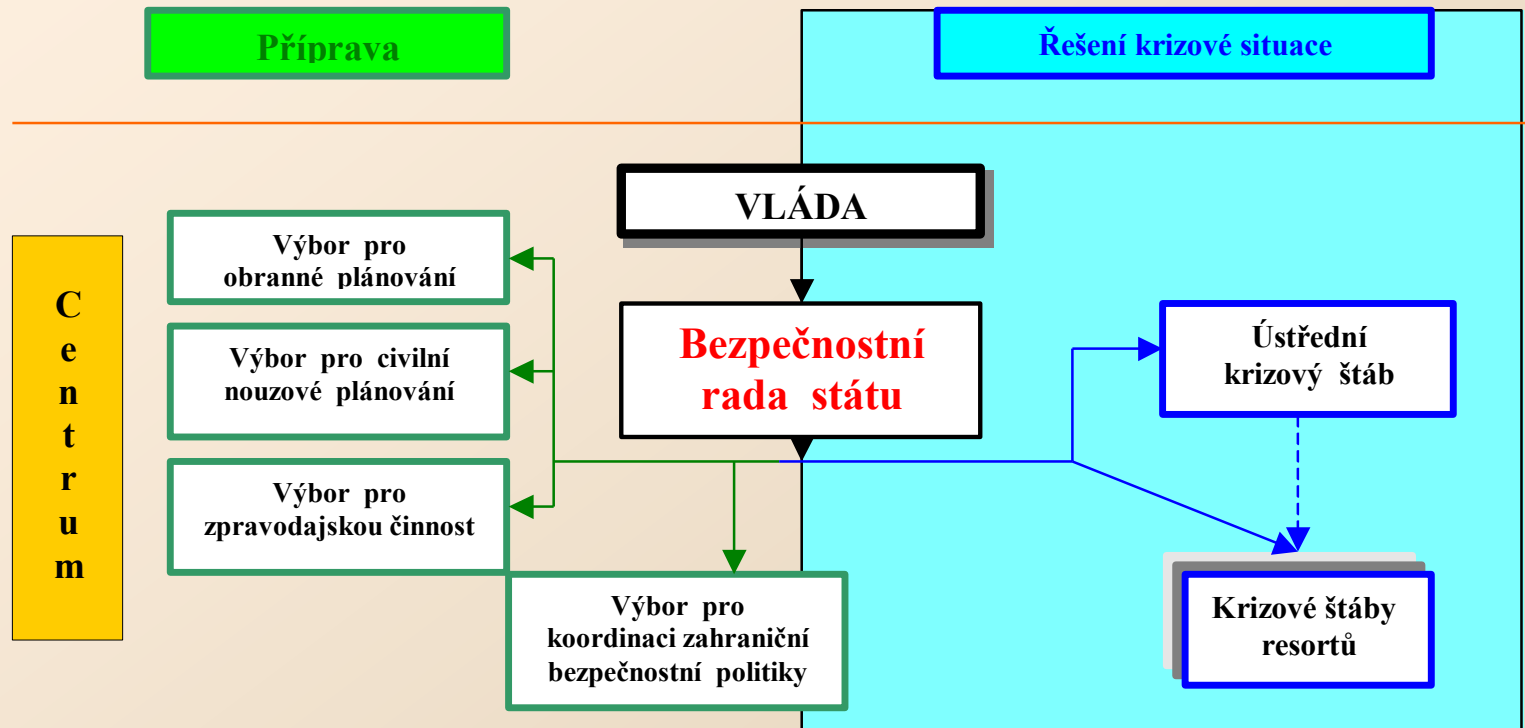 Příprava
Řešení krizové situace
VLÁDA
Centrum
Výbor pro
obranné plánování
Výbor pro civilní
nouzové plánování
Výbor pro
zpravodajskou činnost
Výbor pro
koordinaci zahraniční
bezpečnostní politiky
Bezpečnostní
rada státu
Ústřední
krizový štáb
Krizové štáby
resortů